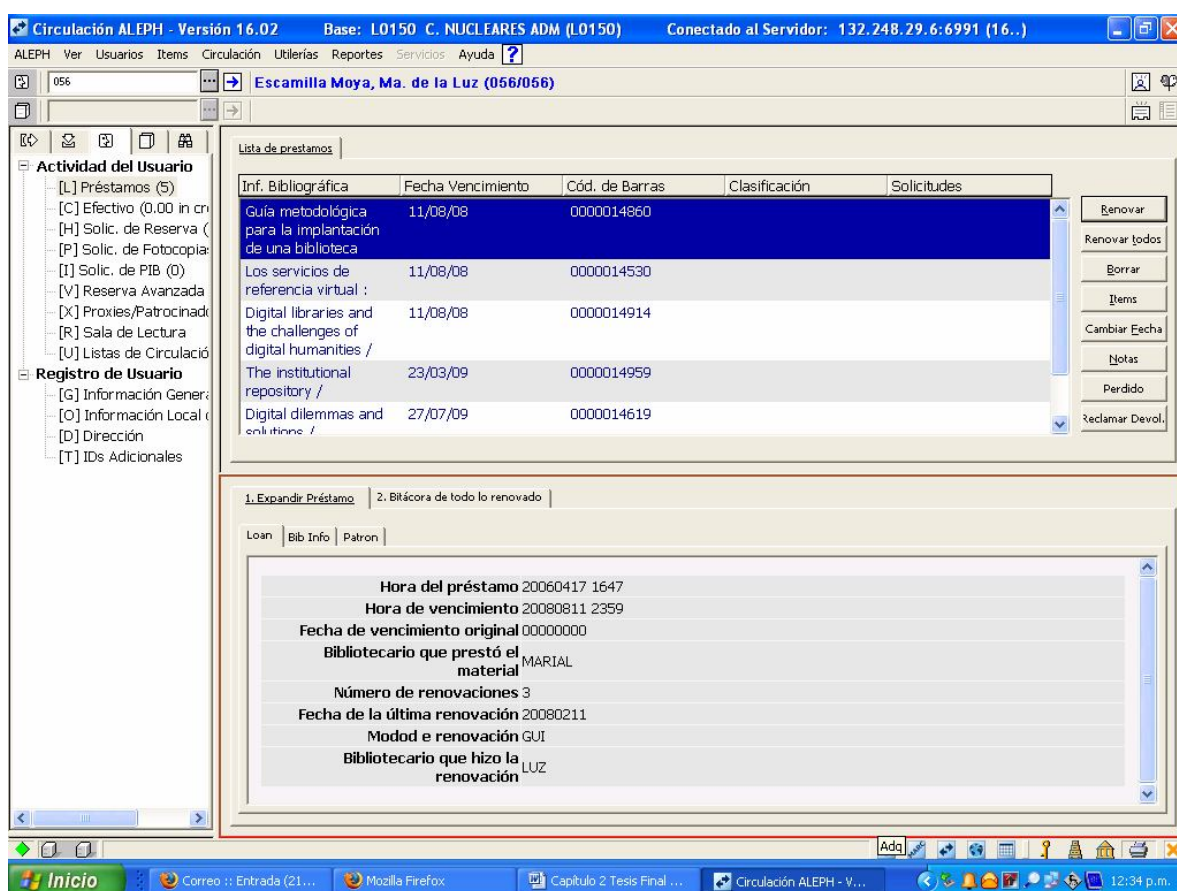 Circulación ALEPH - Versión 16.02 Base: L0150 C. NUCLEARES ADM (L0150) Conectado al Servidor: 132.248.29.6:6991 (16..)
ALEPH Ver Usuarios Items Circulación Utilerías Reportes Servicios Ayuda ?
056 ... Escamilla Moya, Ma. de la Luz (056/056)
...
Actividad del Usuario
[L] Préstamos (5)
[C] Efectivo (0.00 in cr
[H] Solic. de Reserva (
[P] Solic. de Fotocopia
[I] Solic. de PIB (0)
[V] Reserva Avanzada
[X] Proxies/Patrocinad
[R] Sala de Lectura
[U] Listas de Circulació
Registro de Usuario
[G] Información Gener
[O] Información Local
[D] Dirección
[T] IDs Adicionales
Lista de prestamos
Inf. Bibliográfica Fecha Vencimiento Cód. de Barras Clasificación Solicitudes
Guía metodológica 11/08/08 0000014860
para la implantación
de una biblioteca
Los servicios de 11/08/08 0000014530
referencia virtual :
Digital libraries and 11/08/08 0000014914
the challenges of
digital humanities /
The institutional 23/03/09 0000014959
repository /
Digital dilemmas and 27/07/09 0000014619
solutions /
Renovar
Renovar todos
Borrar
Items
Cambiar Fecha
Notas
Perdido
Reclamar Devol.
1. Expandir Préstamo 2. Bitácora de todo lo renovado
Loan Bib Info Patron
Hora del préstamo 20060417 1647
Hora de vencimiento 20080811 2359
Fecha de vencimiento original 00000000
Bibliotecario que prestó el
material MARIAL
Número de renovaciones 3
Fecha de la última renovación 20080211
Modod e renovación GUI
Bibliotecario que hizo la
renovación LUZ
Adq
Inicio Correo :: Entrada (21... Mozilla Firefox Capítulo 2 Tesis Final ... Circulación ALEPH - V... 12:34 p.m.